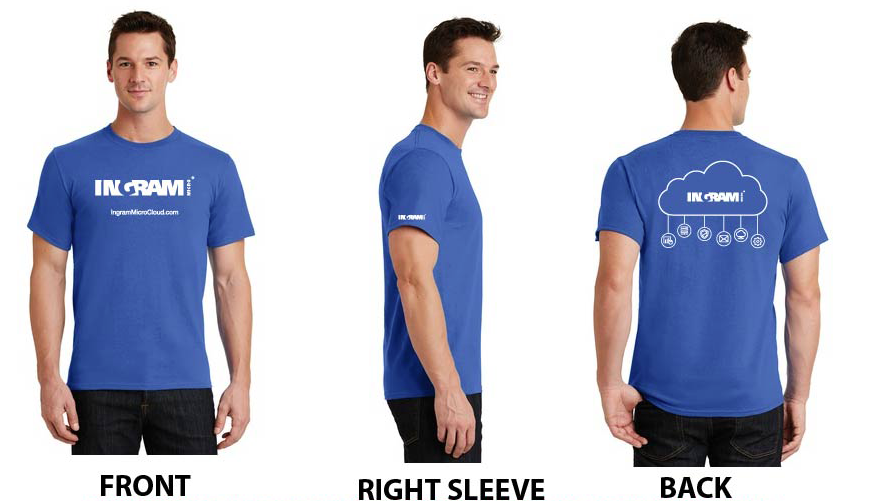 INGRAM MICRO®
IngramMicroCloud.com
INGRAM
INGRAM
FRONT
RIGHT SLEEVE
BACK